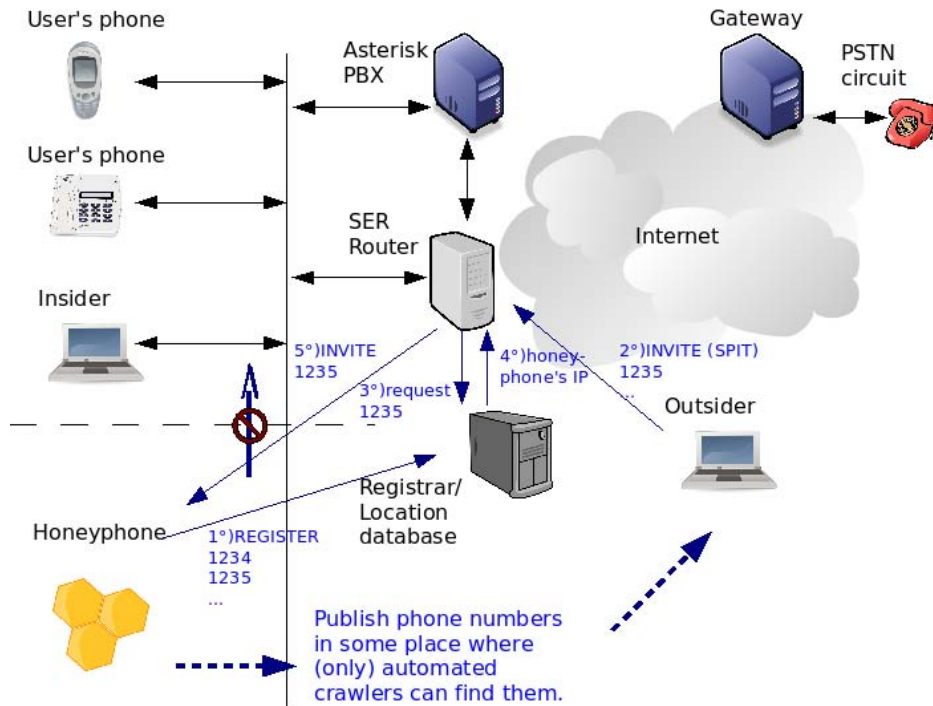 User's phone
Gateway
Asterisk
PBX
PSTN
circuit
User's phone
SER
Router
Internet
Insider
5°)INVITE
1235
4°)honey-
phone's IP
2°)INVITE (SPIT)
1235
...
3°)request
1235
Outsider
Registrar/
Location
database
Honeyphone
1°)REGISTER
1234
1235
...
Publish phone numbers
in some place where
(only) automated
crawlers can find them.